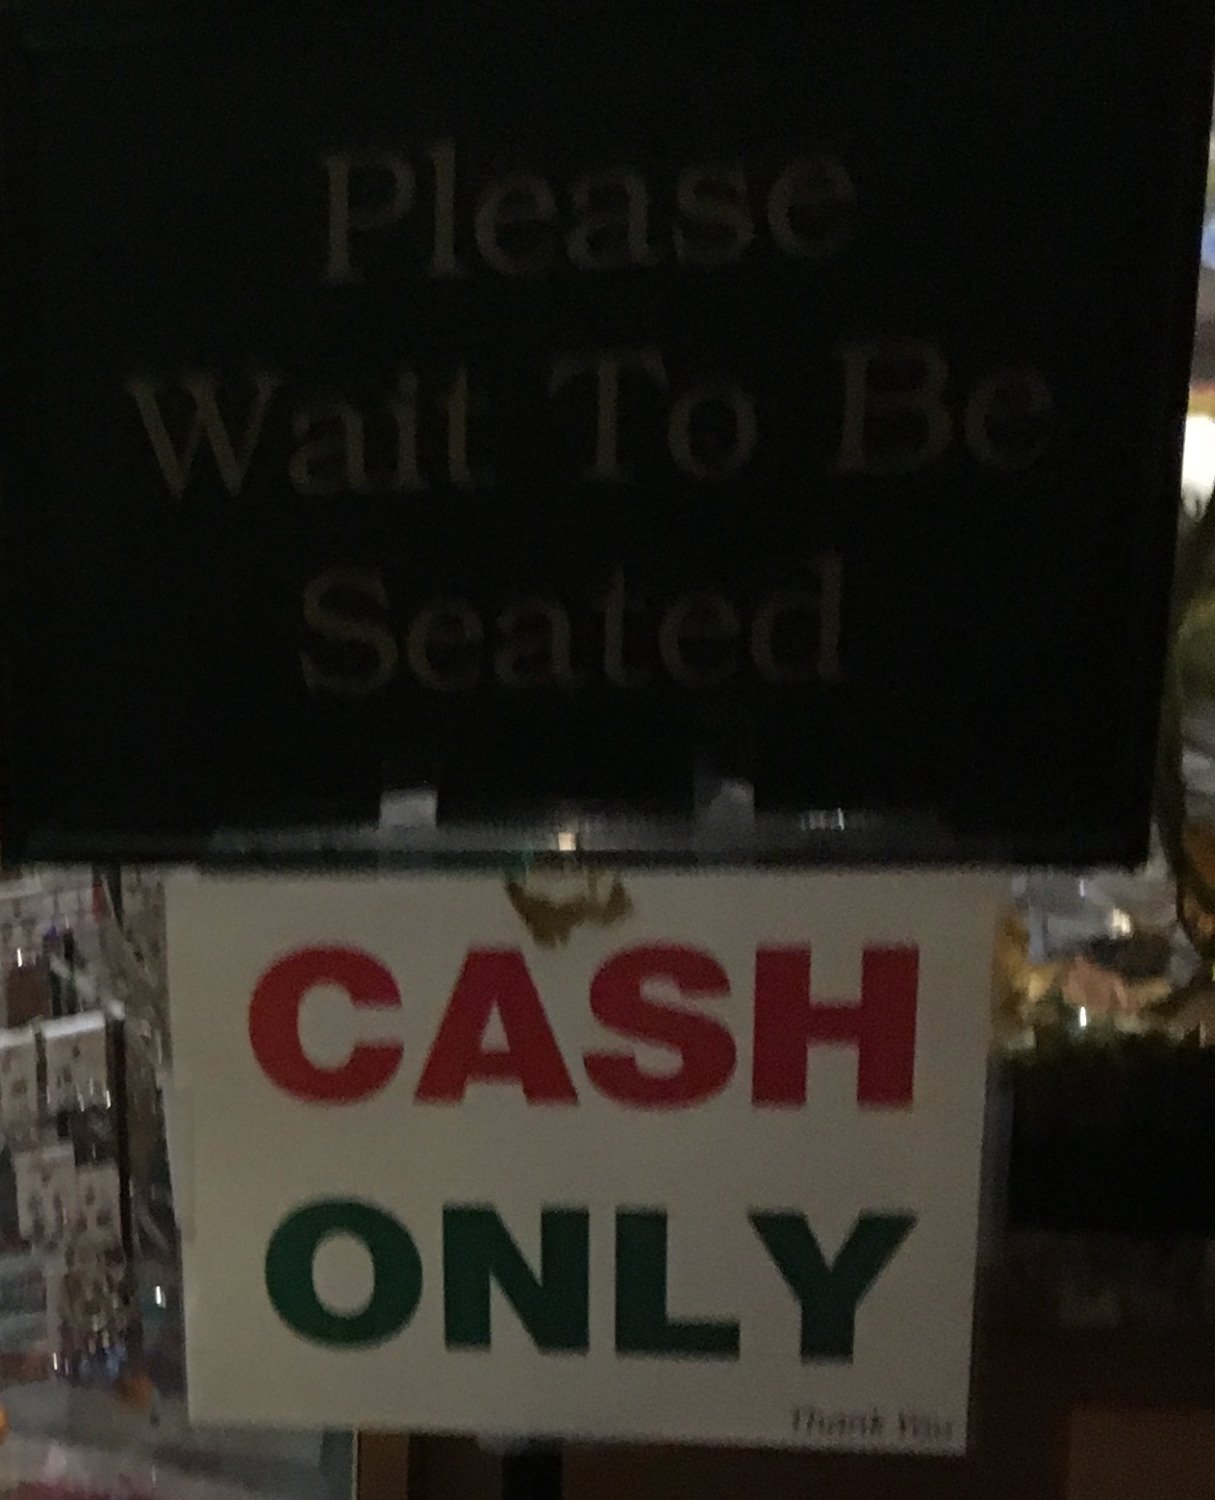 Please
Wait To Be
Seated
CASH
ONLY
Thank You